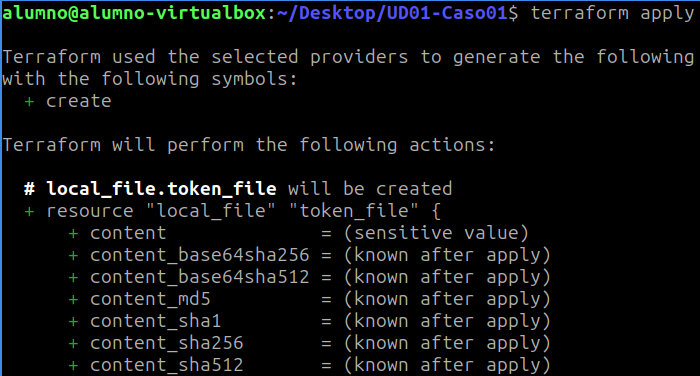 alumno@alumno-virtualbox:~/Desktop/UD01-Caso01$ terraform apply
Terraform used the selected providers to generate the following
with the following symbols:
+ create
Terraform will perform the following actions:
# local_file.token_file will be created
+ resource "local_file" "token_file" {
+ content = (sensitive value)
+ content_base64sha256 = (known after apply)
+ content_base64sha512 = (known after apply)
+ content_md5 = (known after apply)
+ content_sha1 = (known after apply)
+ content_sha256 = (known after apply)
+ content_sha512 = (known after apply)